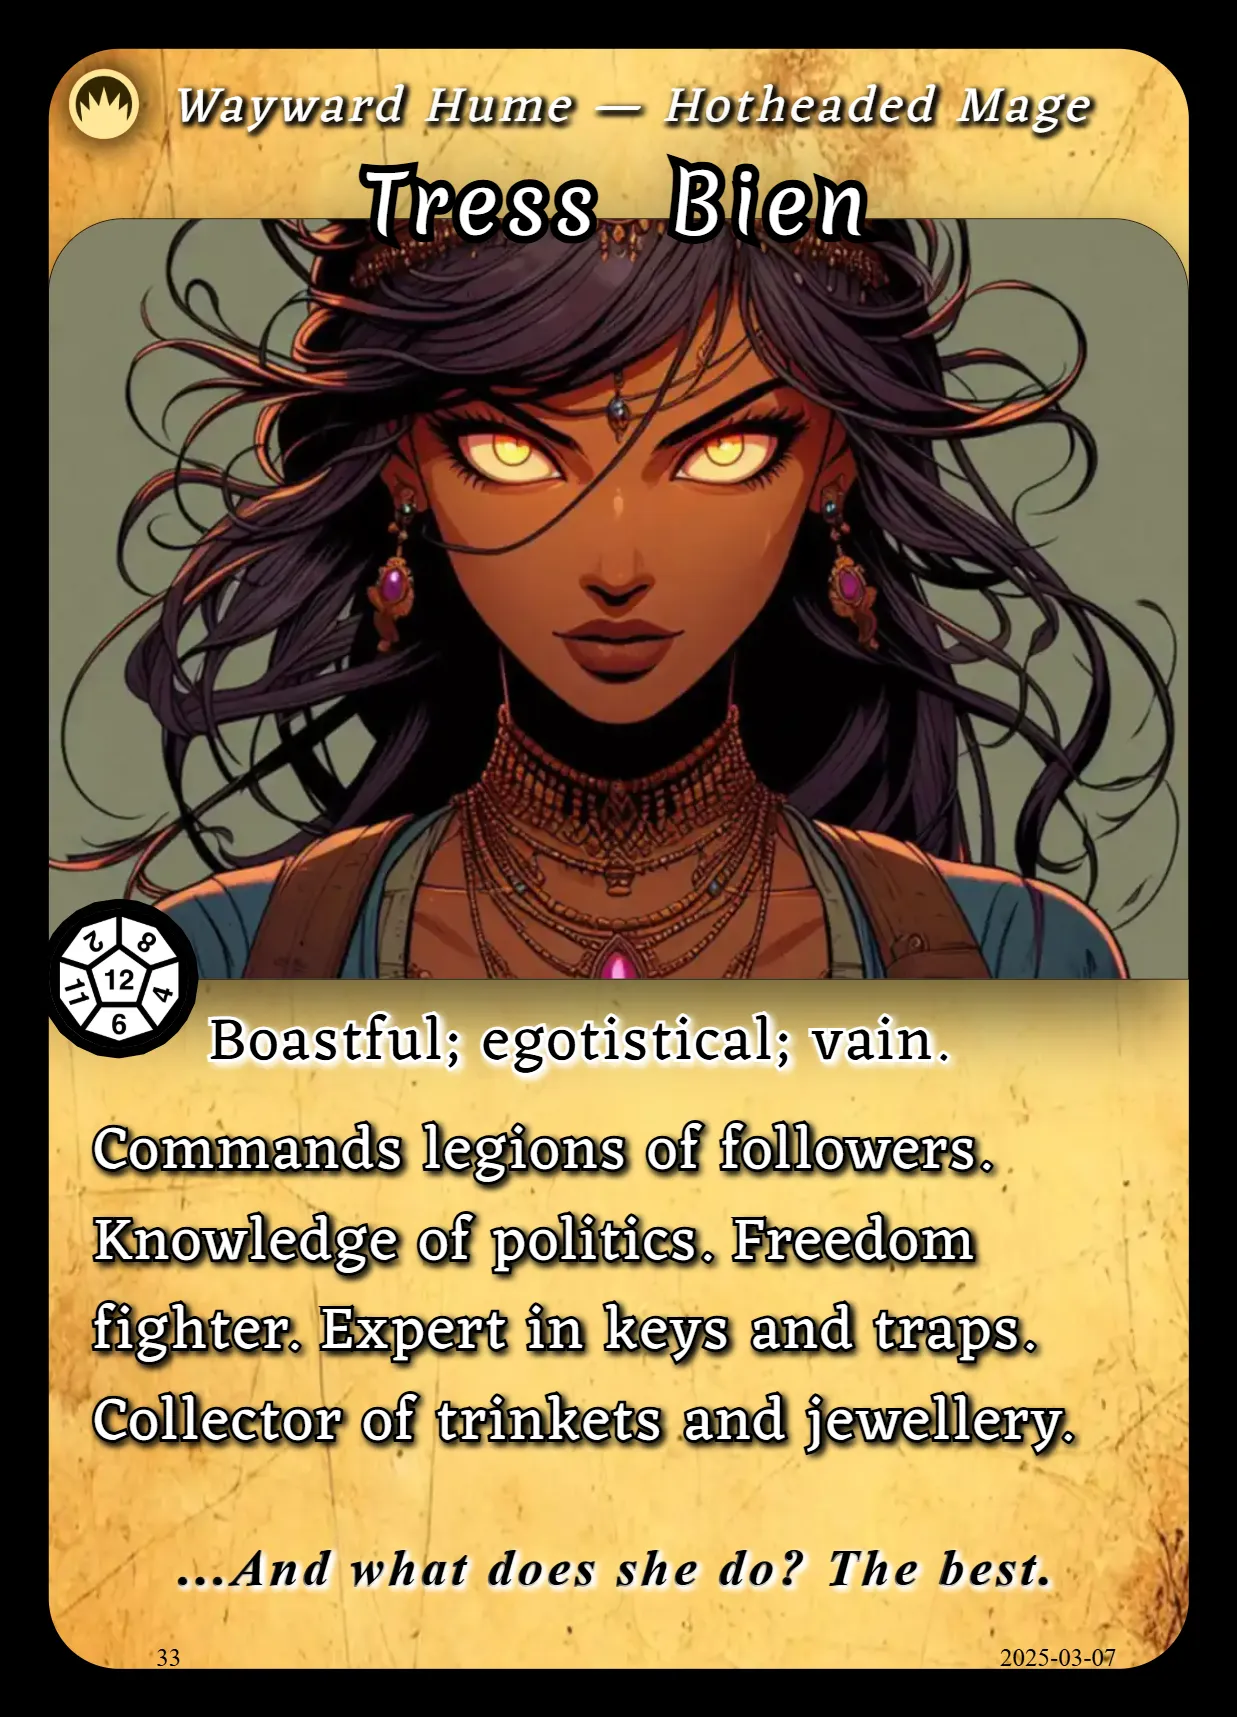 Wayward Hume — Hotheaded Mage
Tress Bien
2 8
11 12 4
6
Boastful; egotistical; vain.
Commands legions of followers.
Knowledge of politics. Freedom
fighter. Expert in keys and traps.
Collector of trinkets and jewellery.
...And what does she do? The best.
33 2025-03-07